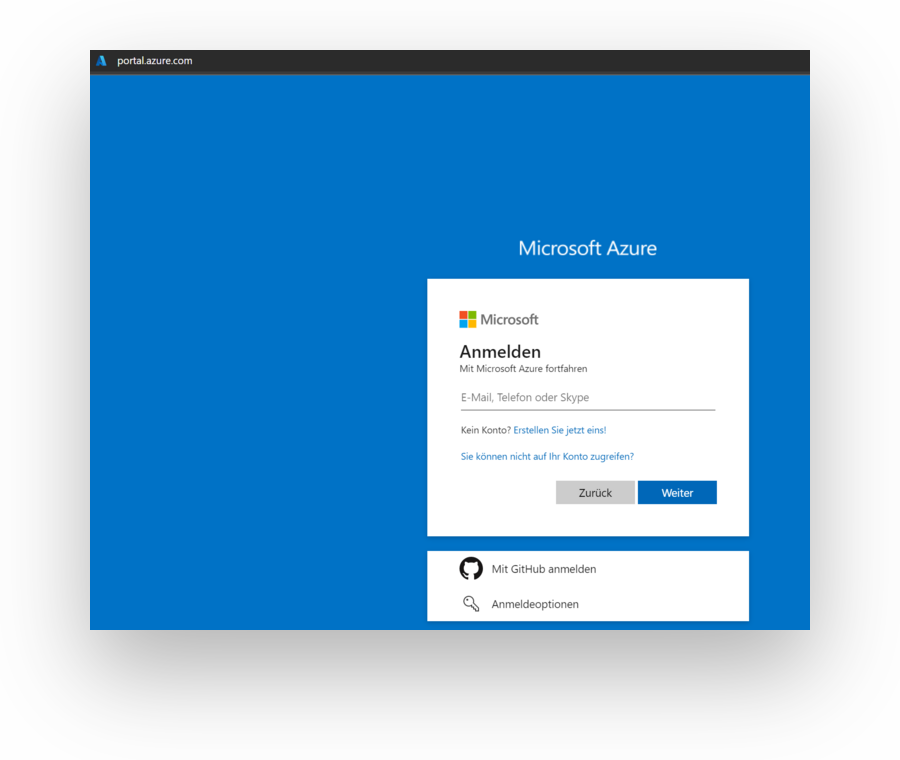 portal.azure.com
Microsoft Azure
Microsoft
Anmelden
Mit Microsoft Azure fortfahren
E-Mail, Telefon oder Skype
Kein Konto? Erstellen Sie jetzt eins!
Sie können nicht auf Ihr Konto zugreifen?
Zurück Weiter
Mit GitHub anmelden
Anmeldeoptionen